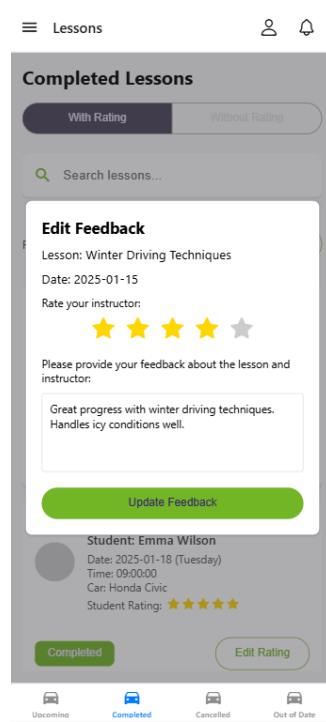 Lessons
Completed Lessons
With Rating
Without Rating
Search lessons...
Edit Feedback
Lesson: Winter Driving Techniques
Date: 2025-01-15
Rate your instructor:
Please provide your feedback about the lesson and
instructor:
Great progress with winter driving techniques.
Handles icy conditions well.
Update Feedback
Student: Emma Wilson
Date: 2025-01-18 (Tuesday)
Time: 09:00:00
Car: Honda Civic
Student Rating:
Completed
Edit Rating
Upcoming
Completed
Cancelled
Out of Date